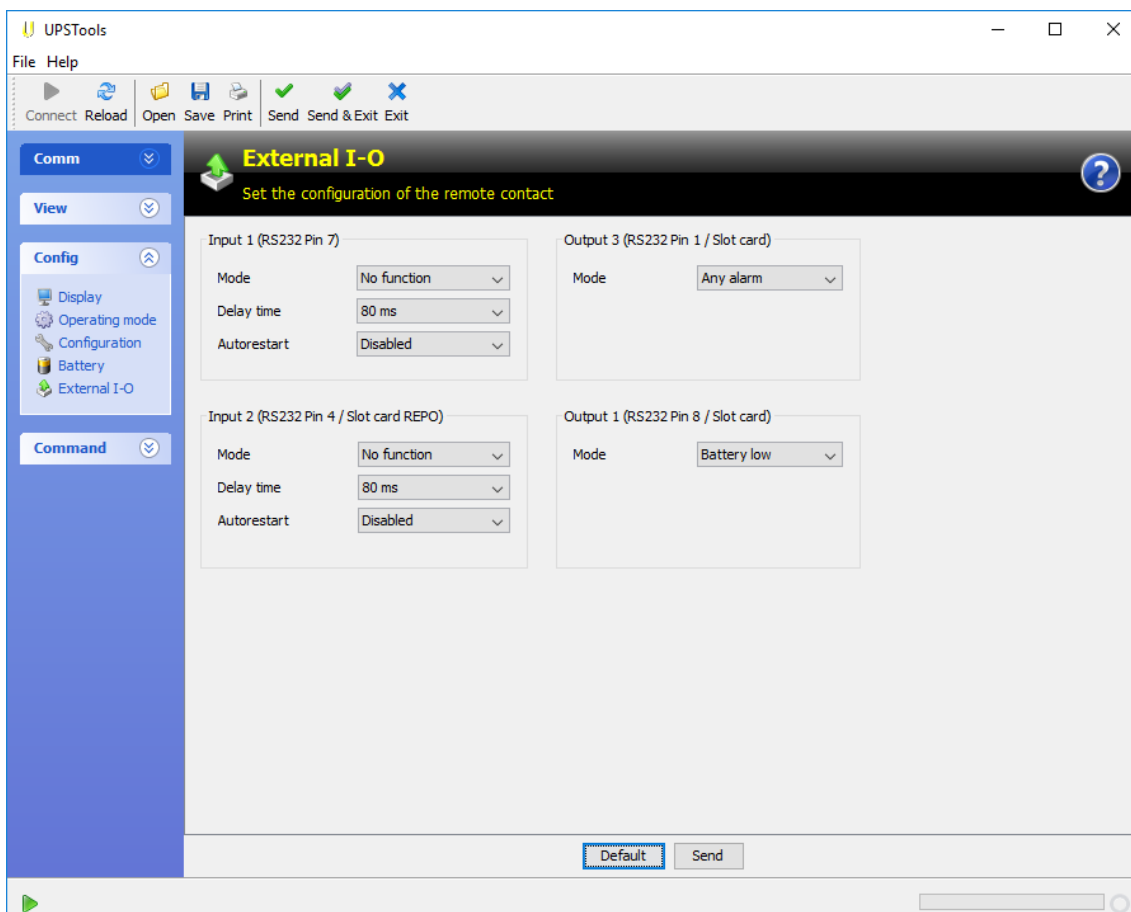 UPSTools
File Help
Connect Reload Open Save Print Send Send & Exit Exit
Comm
View
Config
Display
Operating mode
Configuration
Battery
External I-O
Command
External I-O
Set the configuration of the remote contact
?
Input 1 (RS232 Pin 7)
Mode No function
Delay time 80 ms
Autorestart Disabled
Output 3 (RS232 Pin 1 / Slot card)
Mode Any alarm
Input 2 (RS232 Pin 4 / Slot card REPO)
Mode No function
Delay time 80 ms
Autorestart Disabled
Output 1 (RS232 Pin 8 / Slot card)
Mode Battery low
Default Send